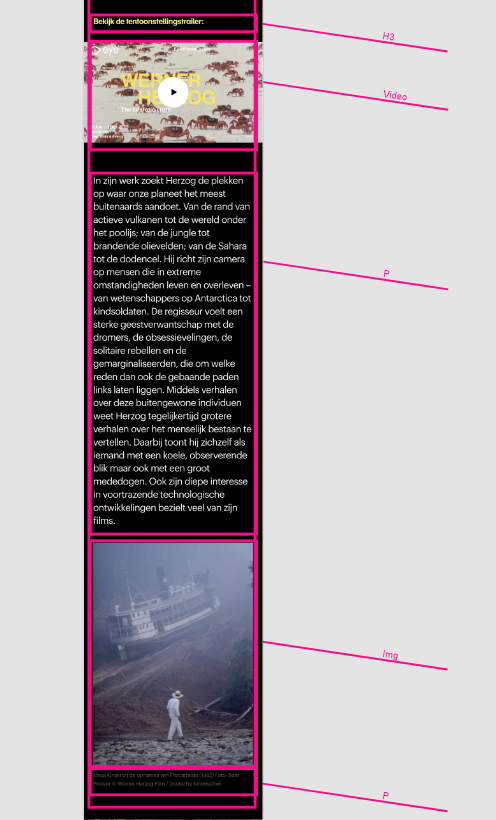 Bekijk de tentoonstellingstrailer:
H3
eye
WERNER
HERZOG
The Ecstatic Truth
Video
In zijn werk zoekt Herzog de plekken
op waar onze planeet het meest
buitenaards aandoet. Van de rand van
actieve vulkanen tot de wereld onder
het poolijs; van de jungle tot
brandende olievelden; van de Sahara
tot de dodencel. Hij richt zijn camera
op mensen die in extreme
omstandigheden leven en overleven –
van wetenschappers op Antarctica tot
kindsoldaten. De regisseur voelt een
sterke geestverwantschap met de
dromers, de obsessievelingen, de
solitaire rebellen en de
gemarginaliseerden, die om welke
reden dan ook de gebaande paden
links laten liggen. Middels verhalen
over deze buitengewone individuen
weet Herzog tegelijkertijd grotere
verhalen over het menselijk bestaan te
vertellen. Daarbij toont hij zichzelf als
iemand met een koele, observerende
blik maar ook met een groot
mededogen. Ook zijn diepe interesse
in voortrazende technologische
ontwikkelingen bezielt veel van zijn
films.
P
Img
Klaus Kinski bij de opnames van Fitzcarraldo (1982) Foto: Beat
Presser © Werner Herzog Film / Deutsche Kinemathek
P